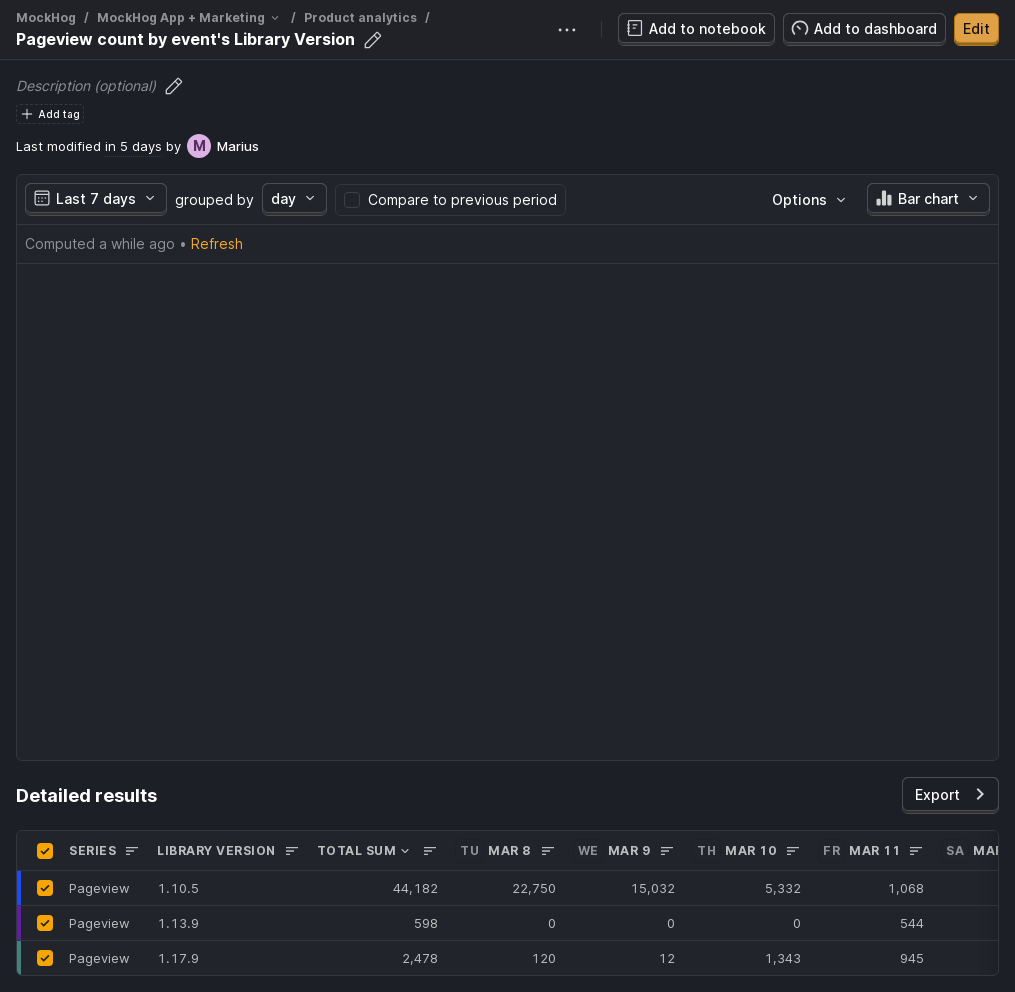 MockHog / MockHog App + Marketing / Product analytics /
Pageview count by event's Library Version
Add to notebook Add to dashboard Edit
Description (optional)
Add tag
Last modified in 5 days by M Marius
Last 7 days grouped by day Compare to previous period Options Bar chart
Computed a while ago • Refresh
Detailed results Export
SERIES LIBRARY VERSION TOTAL SUM TU MAR 8 WE MAR 9 TH MAR 10 FR MAR 11 SA
Pageview 1.10.5 44,182 22,750 15,032 5,332 1,068
Pageview 1.13.9 598 0 0 0 544
Pageview 1.17.9 2,478 120 12 1,343 945